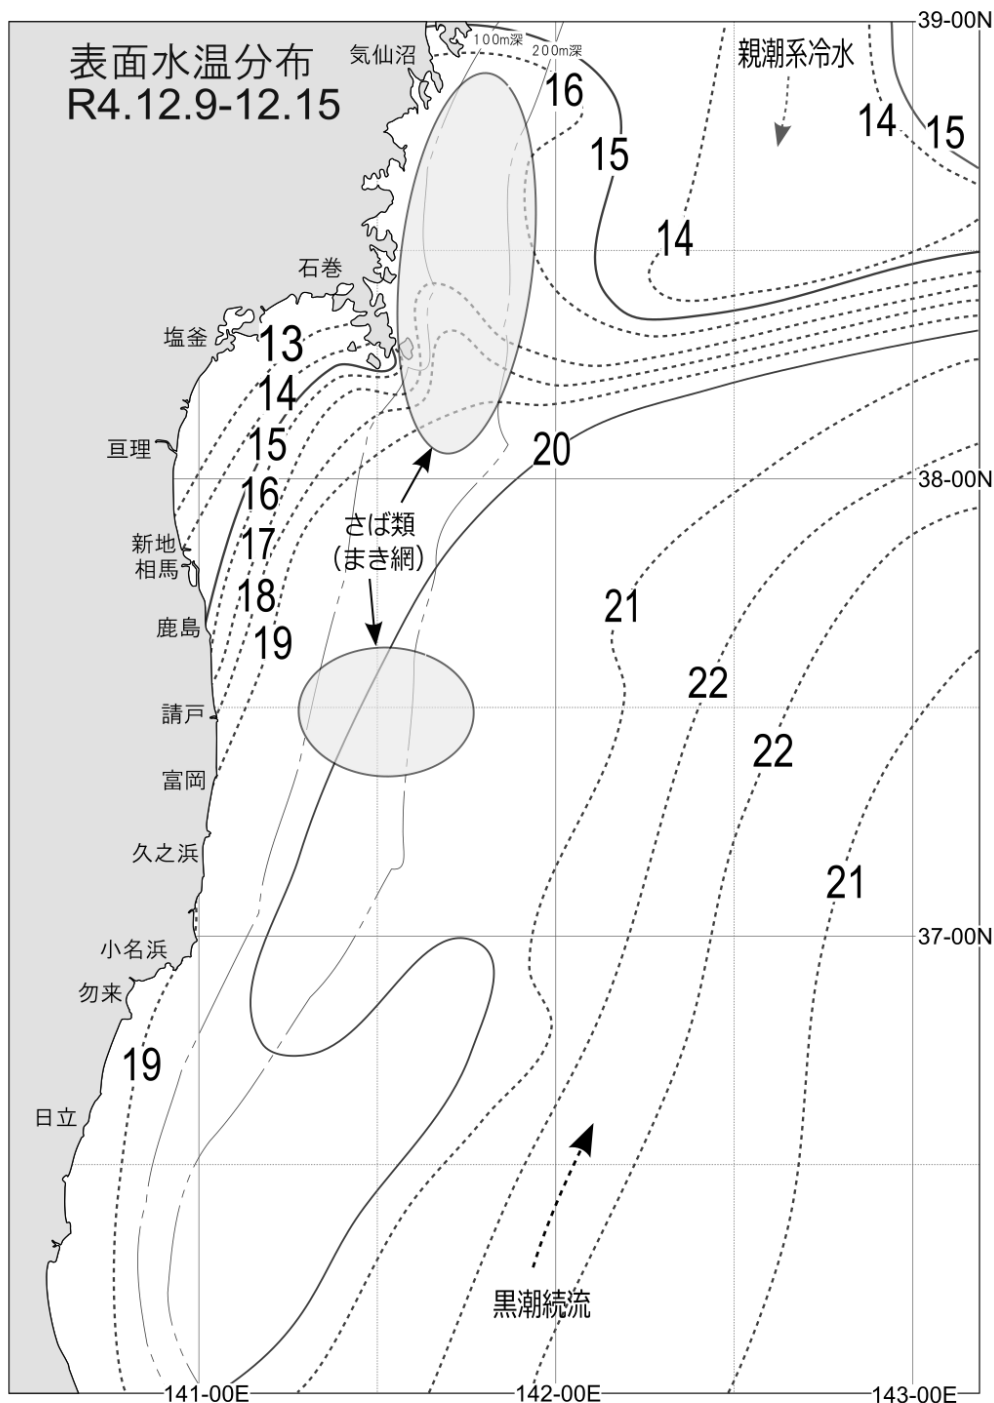 39-00N
表面水温分布
R4.12.9-12.15
気仙沼
100m深
200m深
親潮系冷水
16
15
14
15
14
石巻
塩釜
13
14
15
16
17
18
19
亘理
20
38-00N
さば類
（まき網）
新地
相馬
鹿島
請戸
富岡
久之浜
21
22
22
21
37-00N
小名浜
勿来
19
日立
黒潮続流
141-00E
142-00E
143-00E